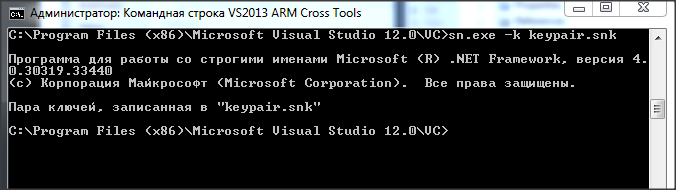 Администратор: Командная строка VS2013 ARM Cross Tools
C:\Program Files (x86)\Microsoft Visual Studio 12.0\VC>sn.exe -k keypair.snk
Программа для работы со строгими именами Microsoft (R) .NET Framework, версия 4.
0.30319.33440
(с) Корпорация Майкрософт (Microsoft Corporation).  Все права защищены.
Пара ключей, записанная в "keypair.snk"
C:\Program Files (x86)\Microsoft Visual Studio 12.0\VC>